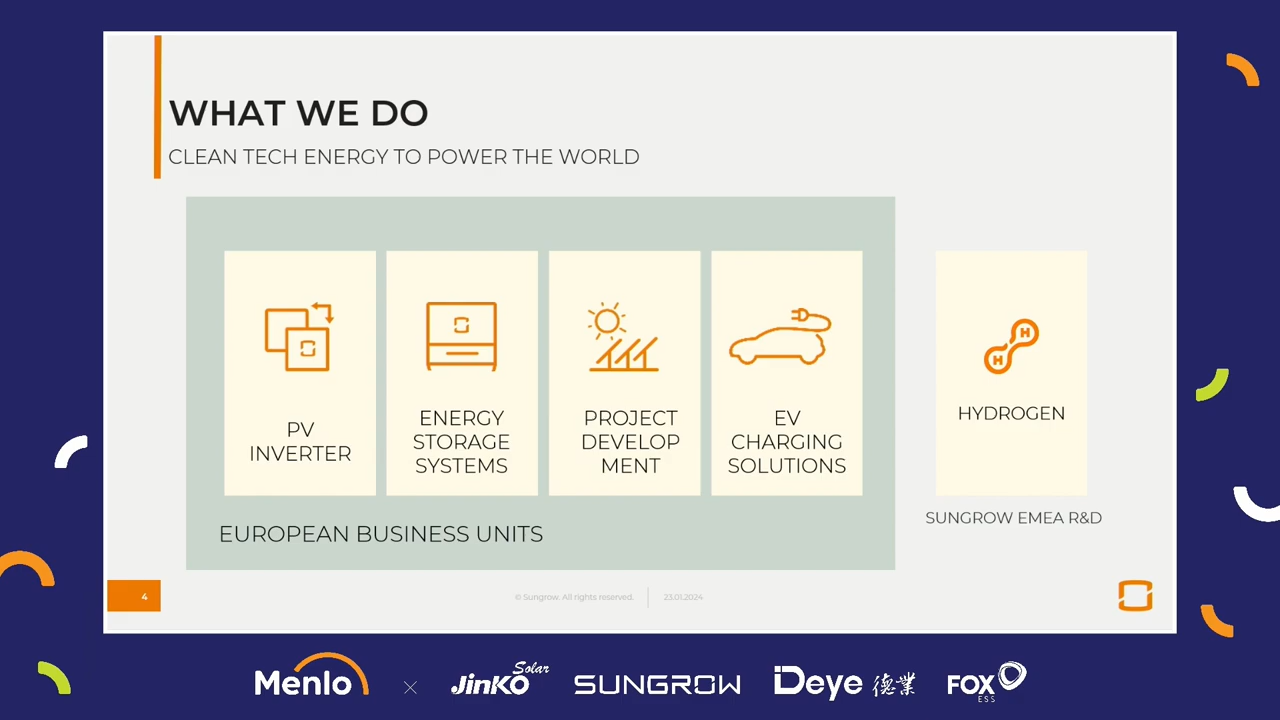 WHAT WE DO
CLEAN TECH ENERGY TO POWER THE WORLD
PV
INVERTER
ENERGY
STORAGE
SYSTEMS
PROJECT
DEVELOP
MENT
EV
CHARGING
SOLUTIONS
H
H
HYDROGEN
EUROPEAN BUSINESS UNITS
SUNGROW EMEA R&D
4
© Sungrow. All rights reserved.
23.01.2024
Menlo
x
JinKO Solar
SUNGROW
Deye 德業
FOX
ESS